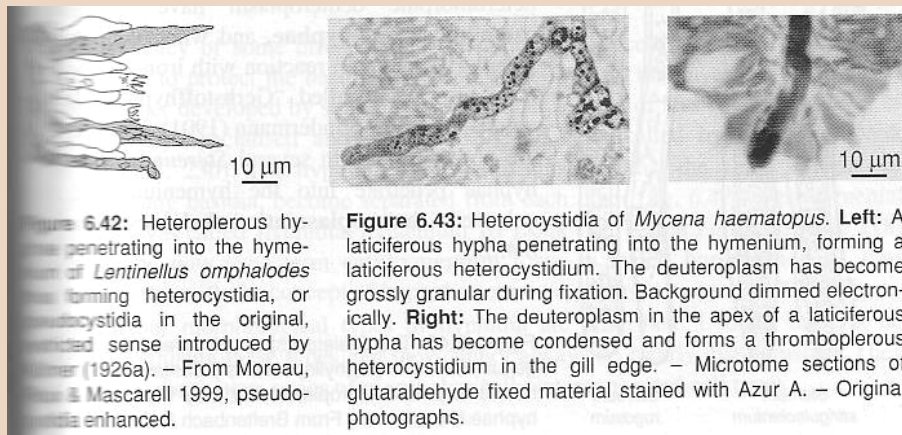 10 µm
10 µm
6.42: Heteroperous hy-
penetrating into the hyme-
of Lentinellus omphalodes
forming heterocystidia, or
in the original,
sense introduced by
(1926a). – From Moreau,
& Mascarell 1999, pseudo-
enhanced.
Figure 6.43: Heterocystidia of Mycena haematopus. Left: A
laticiferous hypha penetrating into the hymenium, forming a
laticiferous heterocystidium. The deuteroplasm has become
grossly granular during fixation. Background dimmed electron-
ically. Right: The deuteroplasm in the apex of a laticiferous
hypha has become condensed and forms a thromboplerous
heterocystidium in the gill edge. – Microtome sections of
glutaraldehyde fixed material stained with Azur A. – Original
photographs.